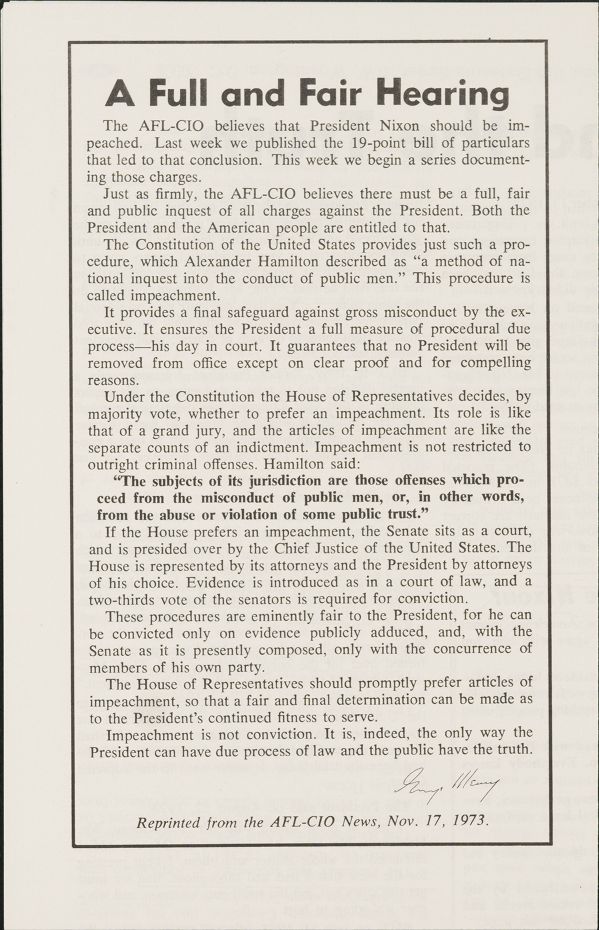 A Full and Fair Hearing
The AFL-CIO believes that President Nixon should be im-
peached. Last week we published the 19-point bill of particulars
that led to that conclusion. This week we begin a series document-
ing those charges.
Just as firmly, the AFL-CIO believes there must be a full, fair
and public inquest of all charges against the President. Both the
President and the American people are entitled to that.
The Constitution of the United States provides just such a pro-
cedure, which Alexander Hamilton described as “a method of na-
tional inquest into the conduct of public men.” This procedure is
called impeachment.
It provides a final safeguard against gross misconduct by the ex-
ecutive. It ensures the President a full measure of procedural due
process—his day in court. It guarantees that no President will be
removed from office except on clear proof and for compelling
reasons.
Under the Constitution the House of Representatives decides, by
majority vote, whether to prefer an impeachment. Its role is like
that of a grand jury, and the articles of impeachment are like the
separate counts of an indictment. Impeachment is not restricted to
outright criminal offenses. Hamilton said:
“The subjects of its jurisdiction are those offenses which pro-
ceed from the misconduct of public men, or, in other words,
from the abuse or violation of some public trust.”
If the House prefers an impeachment, the Senate sits as a court,
and is presided over by the Chief Justice of the United States. The
House is represented by its attorneys and the President by attorneys
of his choice. Evidence is introduced as in a court of law, and a
two-thirds vote of the senators is required for conviction.
These procedures are eminently fair to the President, for he can
be convicted only on evidence publicly adduced, and, with the
Senate as it is presently composed, only with the concurrence of
members of his own party.
The House of Representatives should promptly prefer articles of
impeachment, so that a fair and final determination can be made as
to the President’s continued fitness to serve.
Impeachment is not conviction. It is, indeed, the only way the
President can have due process of law and the public have the truth.
George Meany
Reprinted from the AFL-CIO News, Nov. 17, 1973.